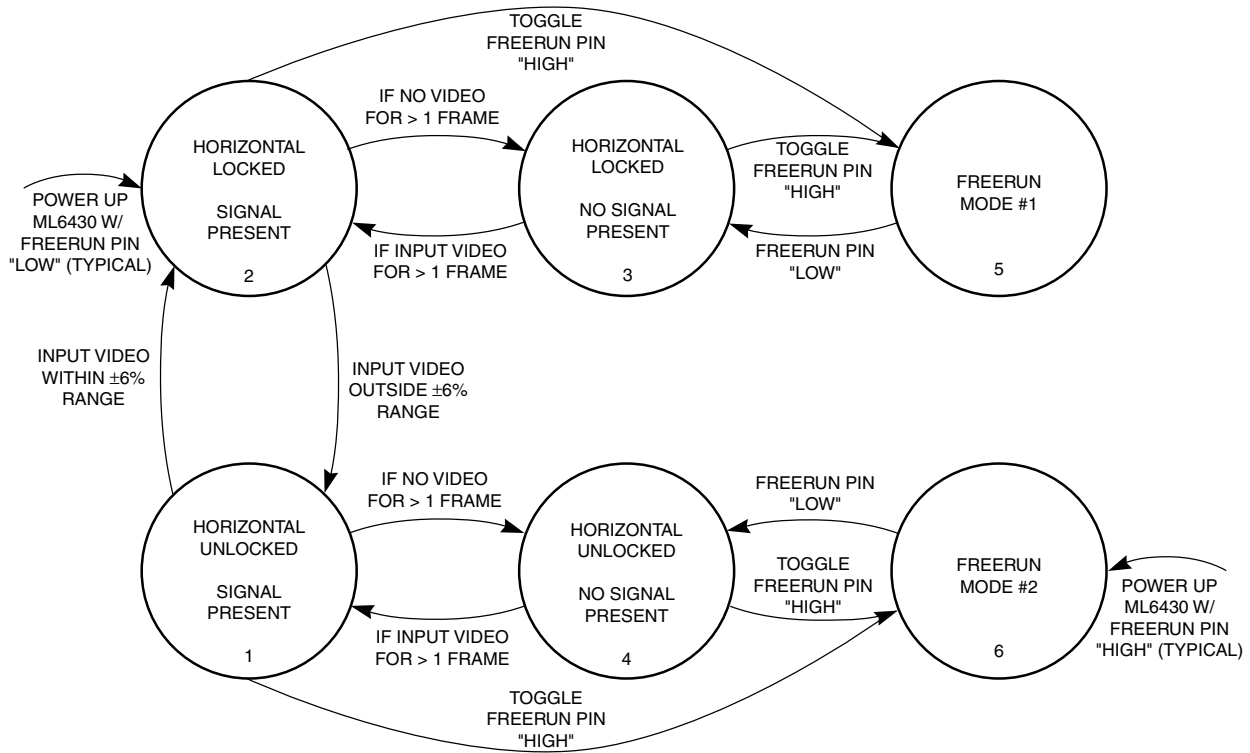 TOGGLE
FREERUN PIN
"HIGH"
IF NO VIDEO
FOR > 1 FRAME
HORIZONTAL
LOCKED
SIGNAL
PRESENT
2
HORIZONTAL
LOCKED
NO SIGNAL
PRESENT
3
TOGGLE
FREERUN PIN
"HIGH"
FREERUN
MODE #1
5
POWER UP
ML6430 W/
FREERUN PIN
"LOW" (TYPICAL)
IF INPUT VIDEO
FOR > 1 FRAME
FREERUN PIN
"LOW"
INPUT VIDEO
WITHIN ±6%
RANGE
INPUT VIDEO
OUTSIDE ±6%
RANGE
IF NO VIDEO
FOR > 1 FRAME
FREERUN PIN
"LOW"
HORIZONTAL
UNLOCKED
SIGNAL
PRESENT
1
HORIZONTAL
UNLOCKED
NO SIGNAL
PRESENT
4
TOGGLE
FREERUN PIN
"HIGH"
FREERUN
MODE #2
6
POWER UP
ML6430 W/
FREERUN PIN
"HIGH" (TYPICAL)
IF INPUT VIDEO
FOR > 1 FRAME
TOGGLE
FREERUN PIN
"HIGH"